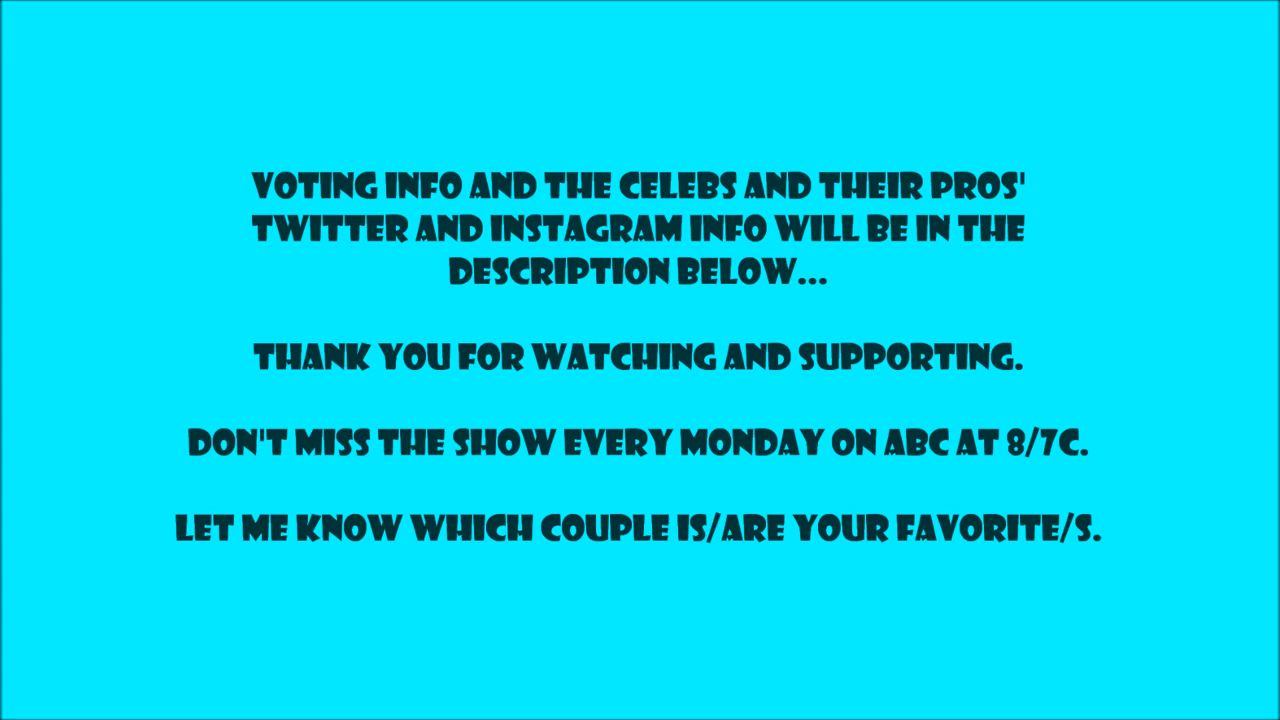 VOTING INFO AND THE CELEBS AND THEIR PROS'
TWITTER AND INSTAGRAM INFO WILL BE IN THE
DESCRIPTION BELOW...
THANK YOU FOR WATCHING AND SUPPORTING.
DON'T MISS THE SHOW EVERY MONDAY ON ABC AT 8/7C.
LET ME KNOW WHICH COUPLE IS/ARE YOUR FAVORITE/S.